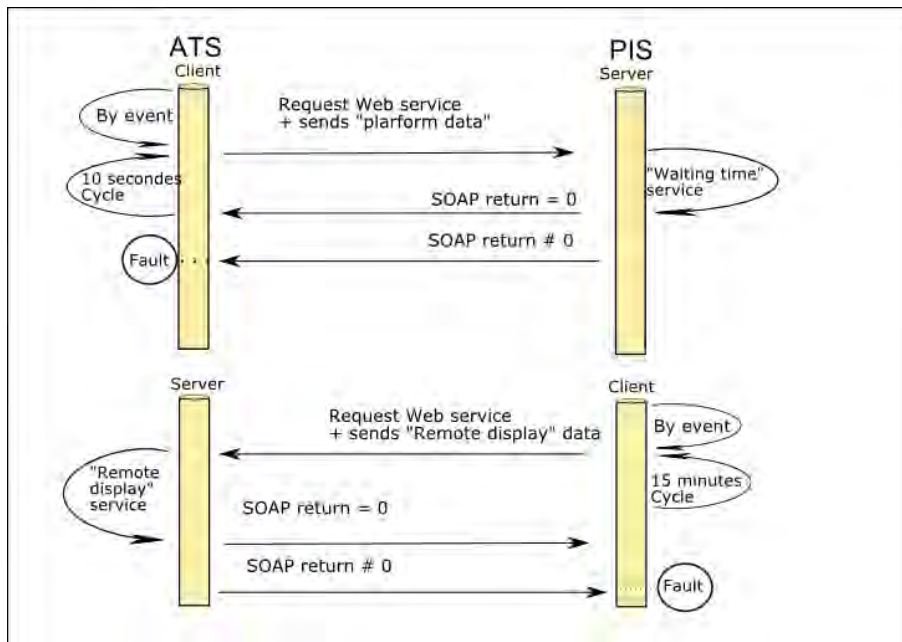 ATS
Client
PIS
Server
By event
Request Web service
+ sends "plarform data"
10 secondes
Cycle
"Waiting time"
service
SOAP return = 0
SOAP return # 0
Fault
Server
Client
Request Web service
+ sends "Remote display" data
By event
"Remote
display"
service
15 minutes
Cycle
SOAP return = 0
SOAP return # 0
Fault